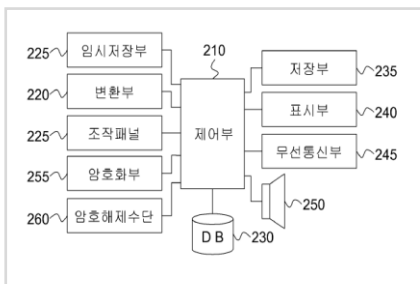 210
225 임시저장부
저장부 235
220 변환부
표시부 240
제어부
225 조작패널
무선통신부 245
255 암호화부
250
260 암호해제수단
DB 230